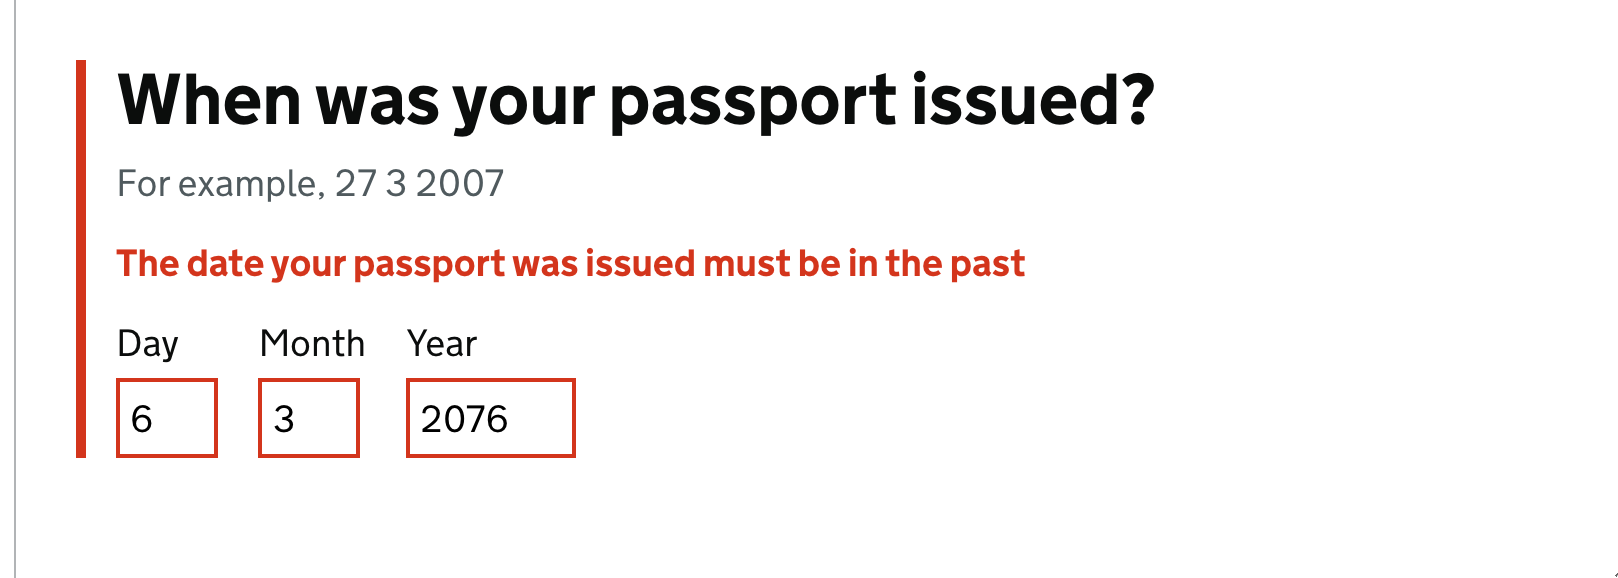 When was your passport issued?
For example, 27 3 2007
The date your passport was issued must be in the past
Day Month Year
6 3 2076